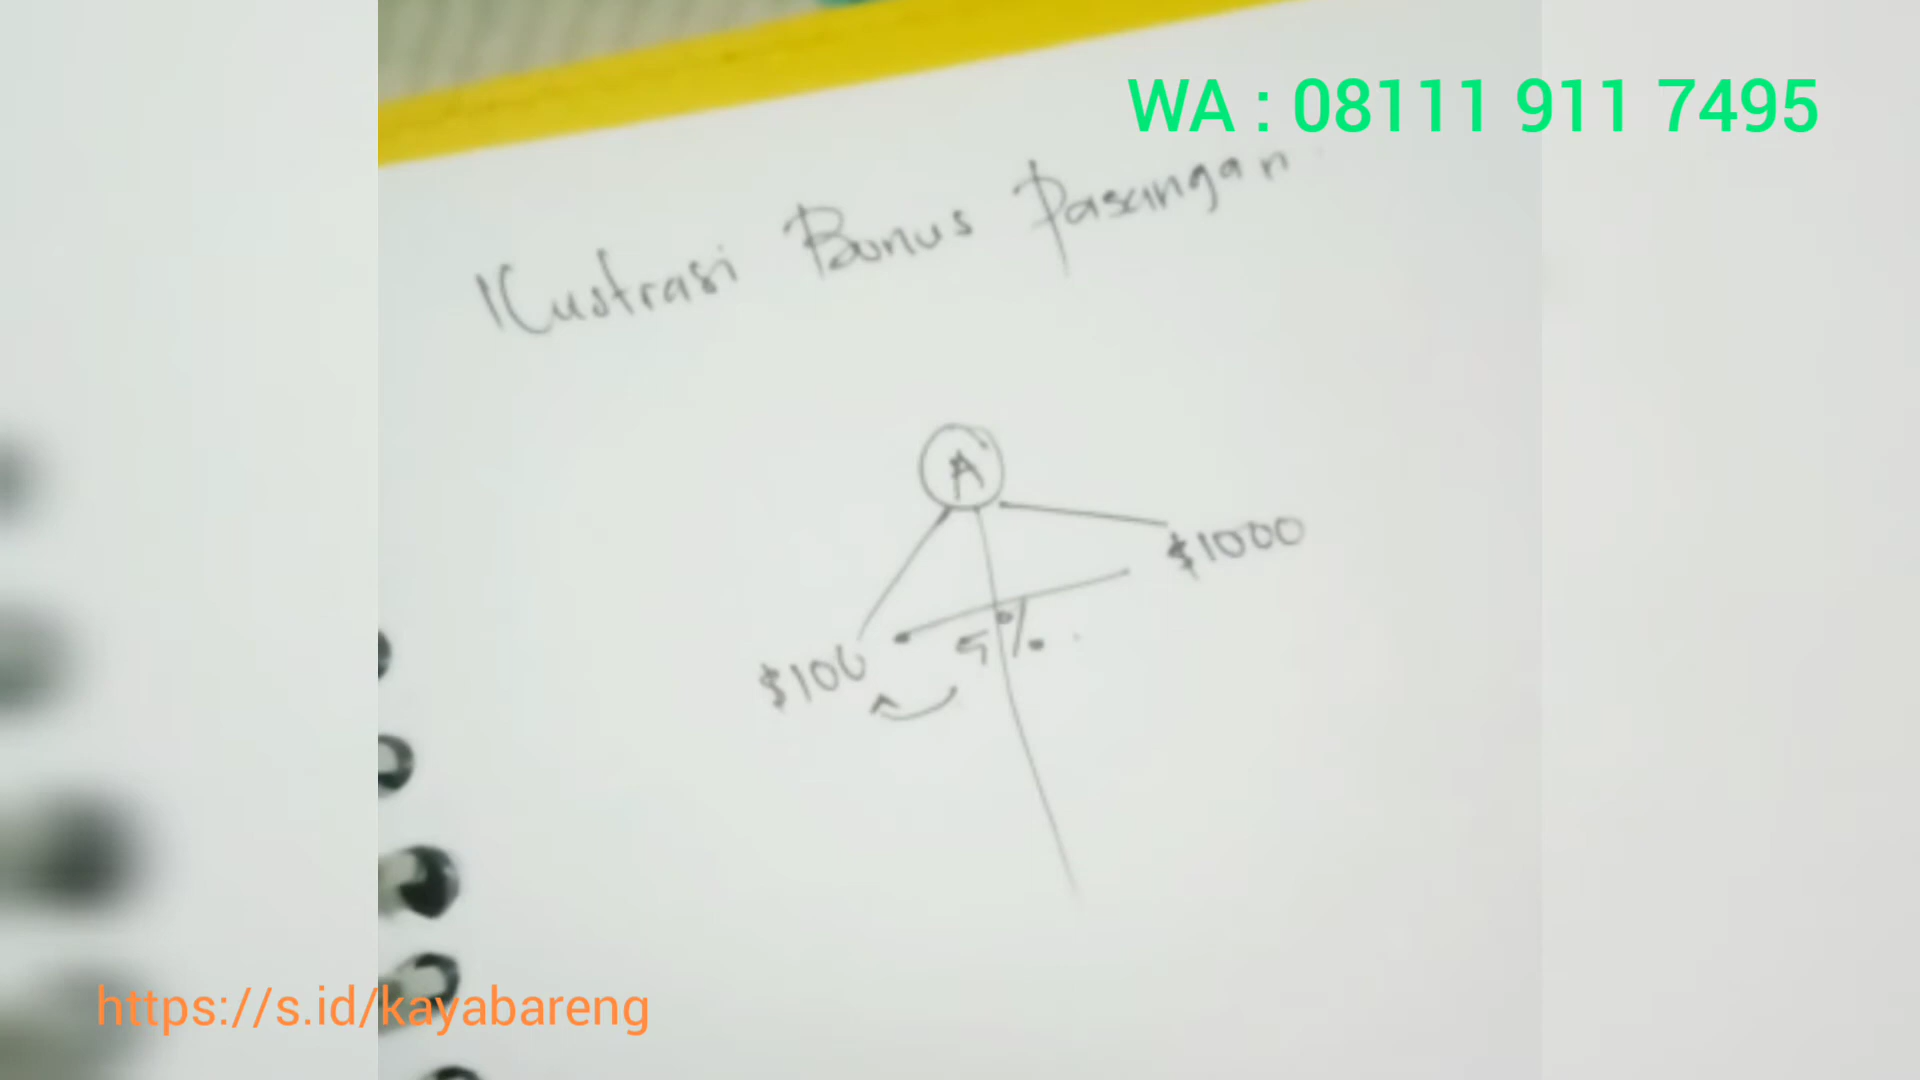 WA : 08111 911 7495
Ilustrasi Bonus Pasangan
A
$1000
5%
$100
https://s.id/kayabareng